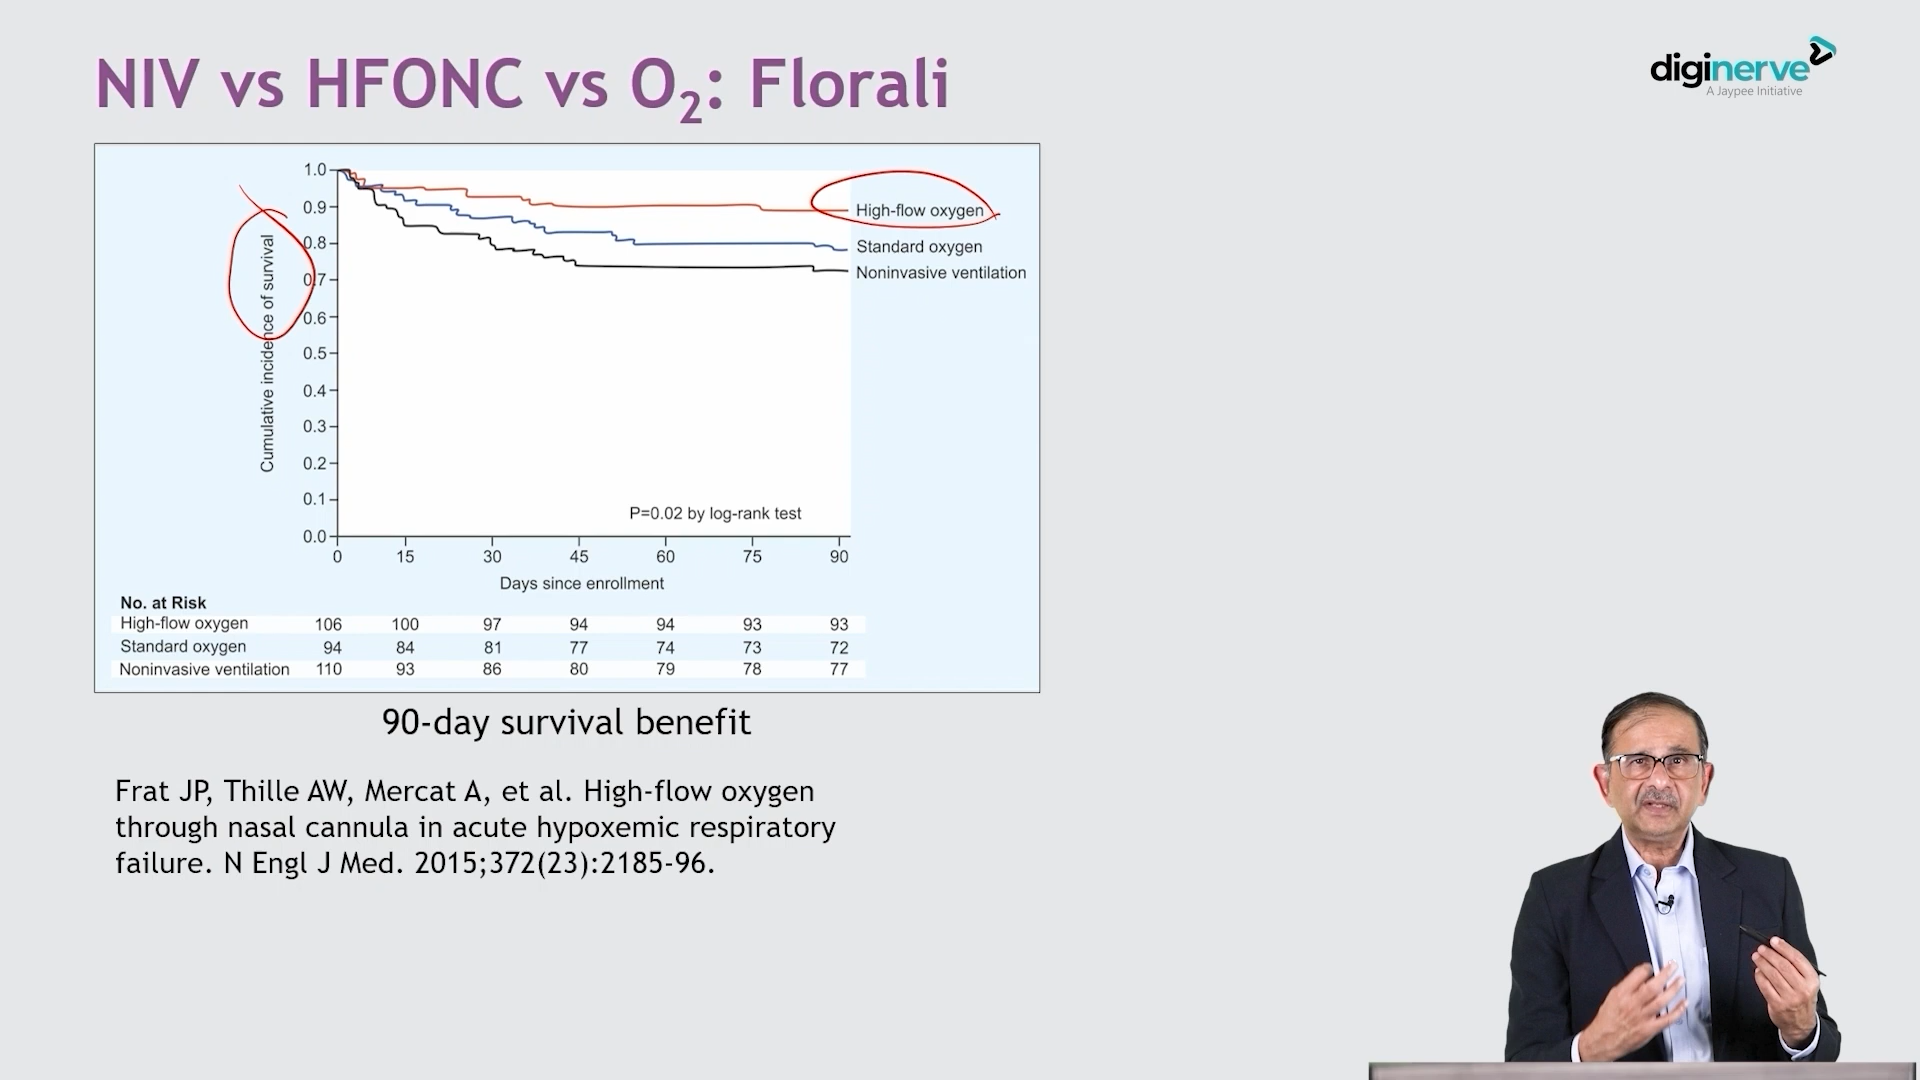 NIV vs HFONC vs O₂: Florali
diginerve
A Jaypee Initiative
1.0
0.9
0.8
0.7
0.6
0.5
0.4
0.3
0.2
0.1
0.0
Cumulative incidence of survival
High-flow oxygen
Standard oxygen
Noninvasive ventilation
P=0.02 by log-rank test
0 15 30 45 60 75 90
Days since enrollment
No. at Risk
High-flow oxygen 106 100 97 94 94 93 93
Standard oxygen 94 84 81 77 74 73 72
Noninvasive ventilation 110 93 86 80 79 78 77
90-day survival benefit
Frat JP, Thille AW, Mercat A, et al. High-flow oxygen
through nasal cannula in acute hypoxemic respiratory
failure. N Engl J Med. 2015;372(23):2185-96.